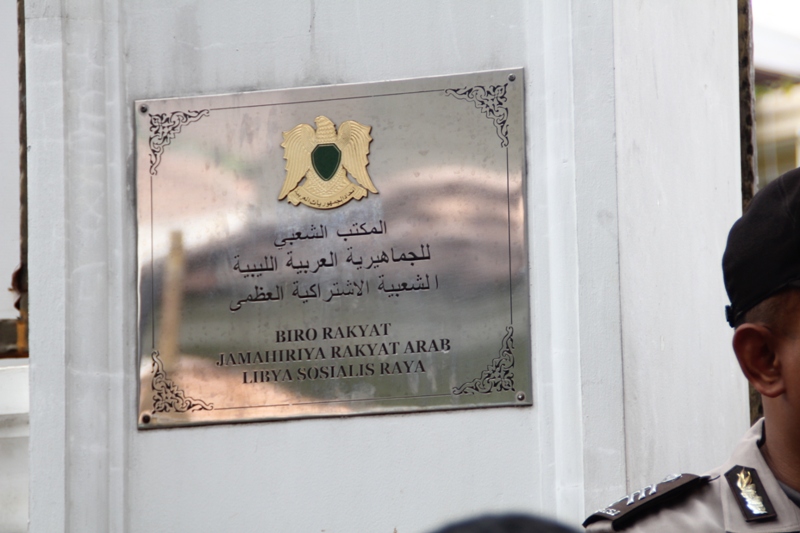 المكتب الشعبي
للجماهيرية العربية الليبية
الشعبية الاشتراكية العظمى
BIRO RAKYAT
JAMAHIRIYA RAKYAT ARAB
LIBYA SOSIALIS RAYA